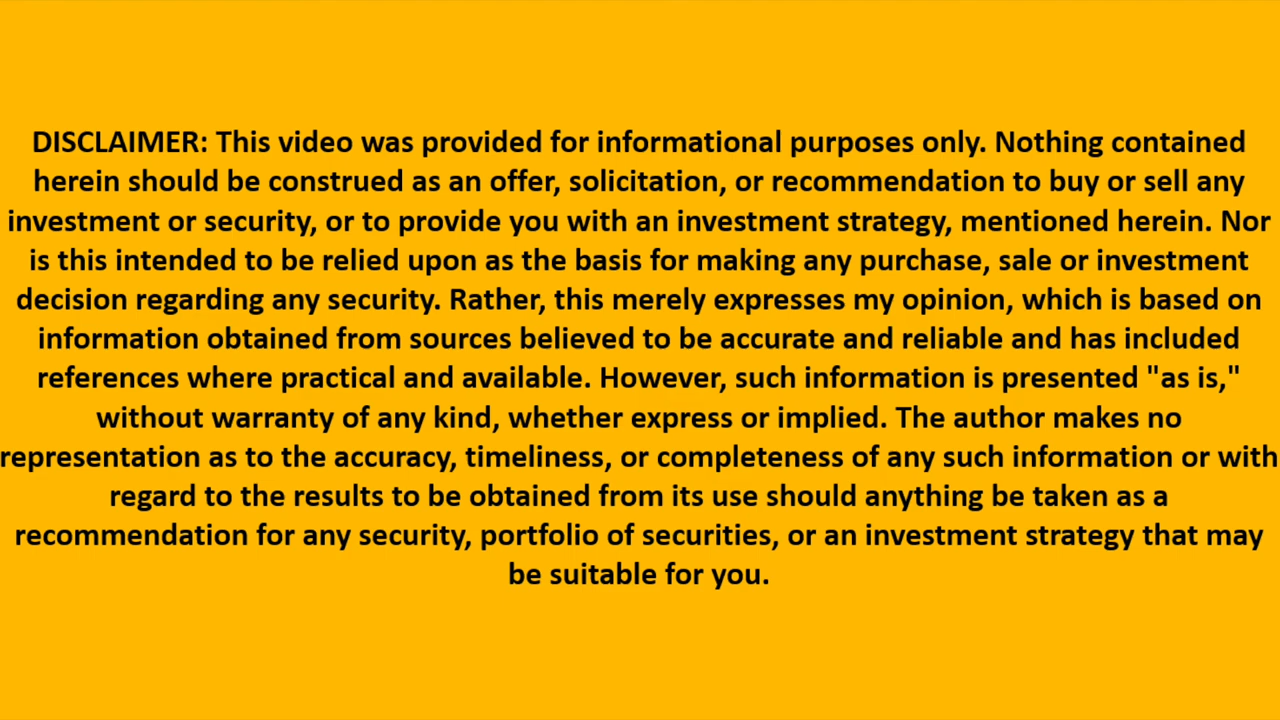 DISCLAIMER: This video was provided for informational purposes only. Nothing contained
herein should be construed as an offer, solicitation, or recommendation to buy or sell any
investment or security, or to provide you with an investment strategy, mentioned herein. Nor
is this intended to be relied upon as the basis for making any purchase, sale or investment
decision regarding any security. Rather, this merely expresses my opinion, which is based on
information obtained from sources believed to be accurate and reliable and has included
references where practical and available. However, such information is presented "as is,"
without warranty of any kind, whether express or implied. The author makes no
representation as to the accuracy, timeliness, or completeness of any such information or with
regard to the results to be obtained from its use should anything be taken as a
recommendation for any security, portfolio of securities, or an investment strategy that may
be suitable for you.